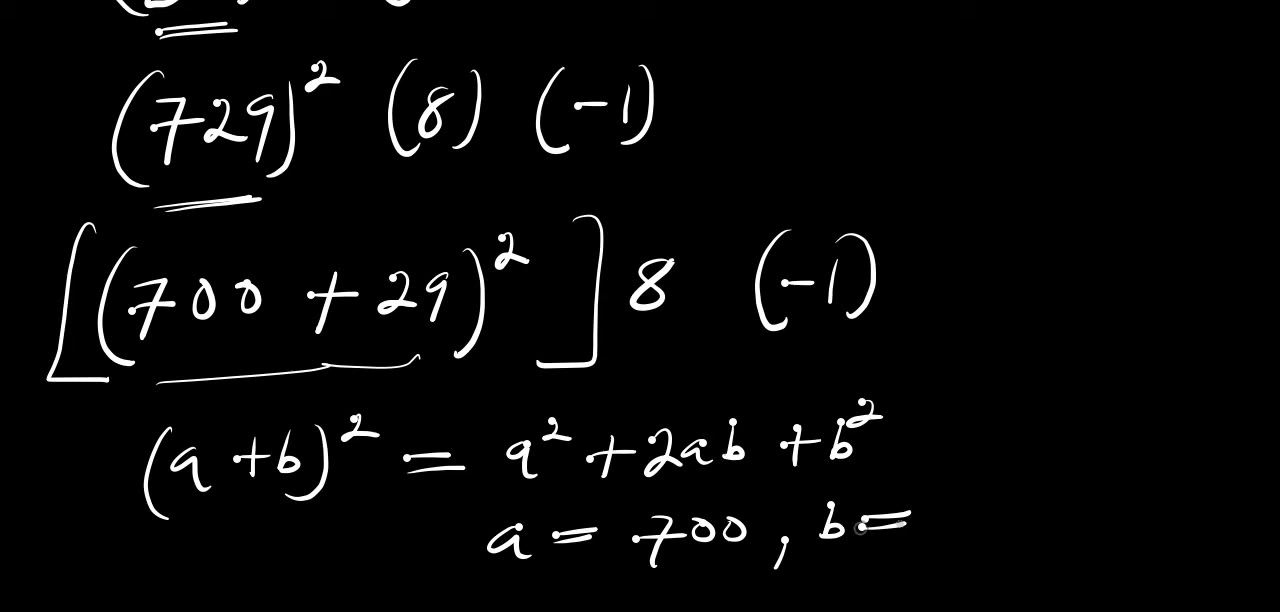 (729)² (8) (-1)
[(700 + 29)²] 8 (-1)
(a + b)² = a² + 2ab + b²
a = 700, b =